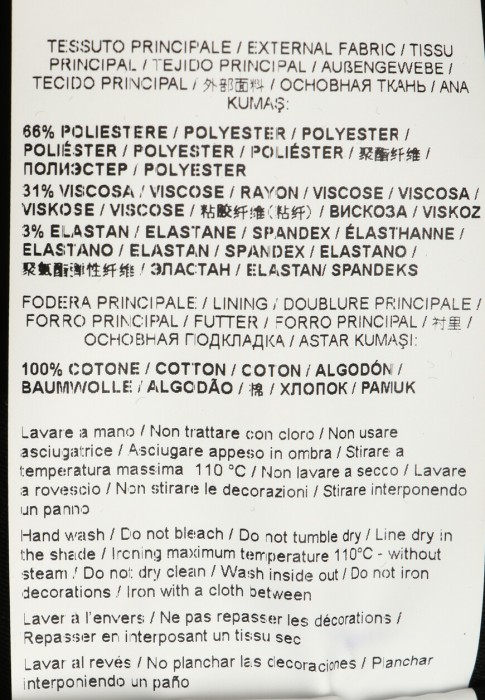 TESSUTO PRINCIPALE / EXTERNAL FABRIC / TISSU
PRINCIPAL / TEJIDO PRINCIPAL / AUßENGEWEBE /
TECIDO PRINCIPAL / 外部面料 / ОСНОВНАЯ ТКАНЬ / ANA
KUMAŞ:
66% POLIESTERE / POLYESTER / POLYESTER /
POLIÉSTER / POLYESTER / POLIÉSTER / 聚酯纤维 /
ПОЛИЭСТЕР / POLYESTER
31% VISCOSA / VISCOSE / RAYON / VISCOSE / VISCOSA /
VISKOSE / VISCOSE / 粘胶纤维(粘纤) / ВИСКОЗА / VISKOZ
3% ELASTAN / ELASTANE / SPANDEX / ÉLASTHANNE /
ELASTANO / ELASTAN / SPANDEX / ELASTANO /
聚氨酯弹性纤维 / ЭЛАСТАН / ELASTAN/ SPANDEKS
FODERA PRINCIPALE / LINING / DOUBLURE PRINCIPALE /
FORRO PRINCIPAL / FUTTER / FORRO PRINCIPAL / 衬里 /
ОСНОВНАЯ ПОДКЛАДКА / ASTAR KUMAŞI:
100% COTONE / COTTON / COTON / ALGODÓN /
BAUMWOLLE / ALGODÃO / 棉 / ХЛОПОК / PAMUK
Lavare a mano / Non trattare con cloro / Non usare
asciugatrice / Asciugare appeso in ombra / Stirare a
temperatura massima 110 °C / Non lavare a secco / Lavare
a rovescio / Non stirare le decorazioni / Stirare interponendo
un panno
Hand wash / Do not bleach / Do not tumble dry / Line dry in
the shade / Ironing maximum temperature 110°C - without
steam / Do not dry clean / Wash inside out / Do not iron
decorations / Iron with a cloth between
Laver à l'envers / Ne pas repasser les décorations /
Repasser en interposant un tissu sec
Lavar al revés / No planchar las decoraciones / Planchar
interponiendo un paño